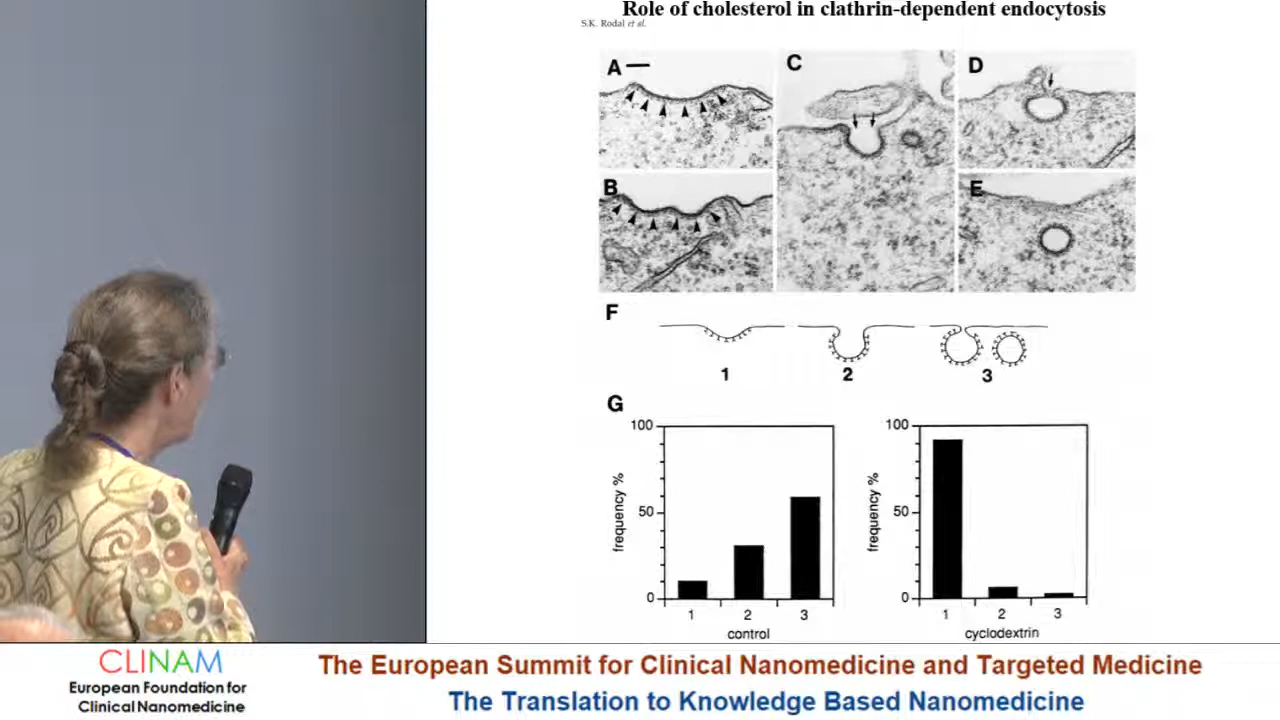 Role of cholesterol in clathrin-dependent endocytosis
S.K. Rodal et al.
A
B
C
D
E
F
1
2
3
G
100
50
0
frequency %
1 2 3
control
100
50
0
frequency %
1 2 3
cyclodextrin
CLINAM
European Foundation for
Clinical Nanomedicine
The European Summit for Clinical Nanomedicine and Targeted Medicine
The Translation to Knowledge Based Nanomedicine